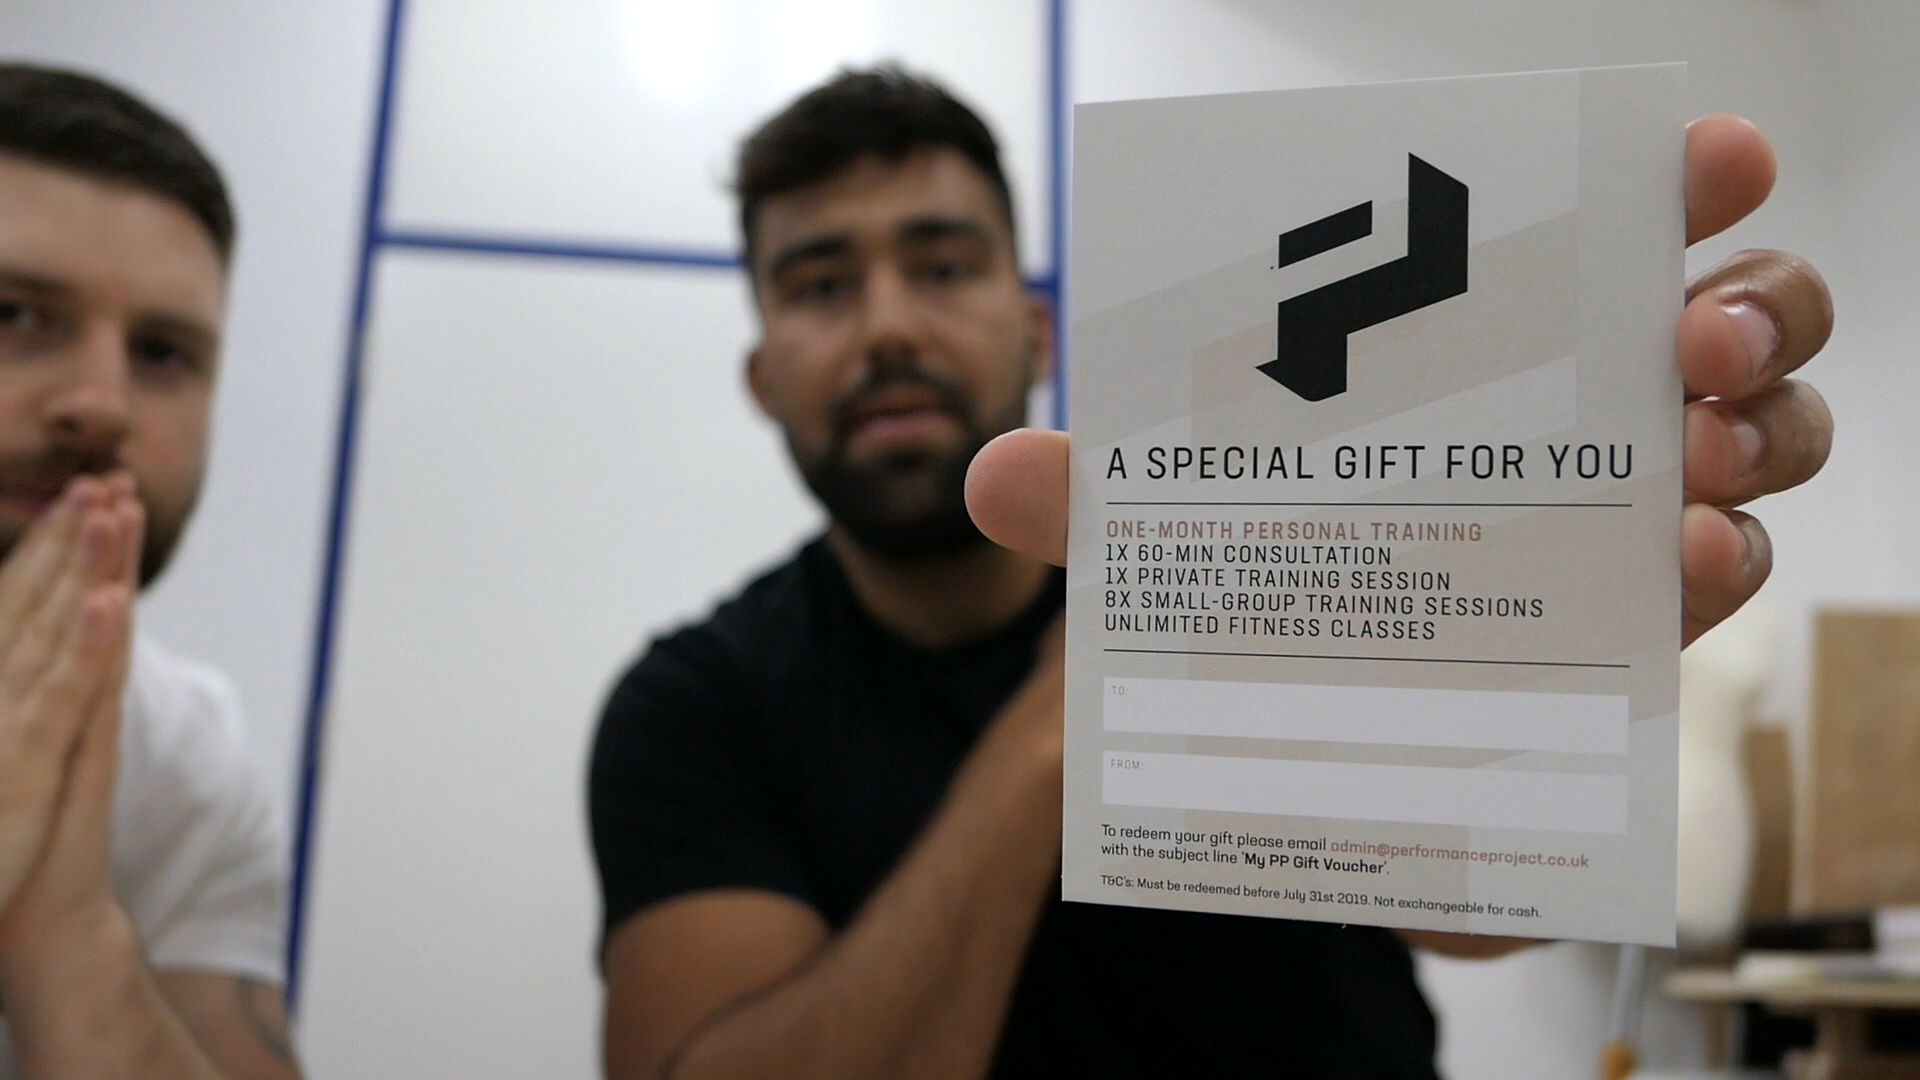 A SPECIAL GIFT FOR YOU
ONE-MONTH PERSONAL TRAINING
1X 60-MIN CONSULTATION
1X PRIVATE TRAINING SESSION
8X SMALL-GROUP TRAINING SESSIONS
UNLIMITED FITNESS CLASSES
TO:
FROM:
To redeem your gift please email admin@performanceproject.co.uk
with the subject line 'My PP Gift Voucher'.
T&C's: Must be redeemed before July 31st 2019. Not exchangeable for cash.